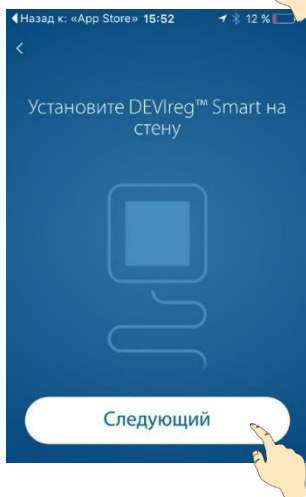 Назад к: «App Store» 15:52 12 %
Установите DEVIreg™ Smart на
стену
Следующий